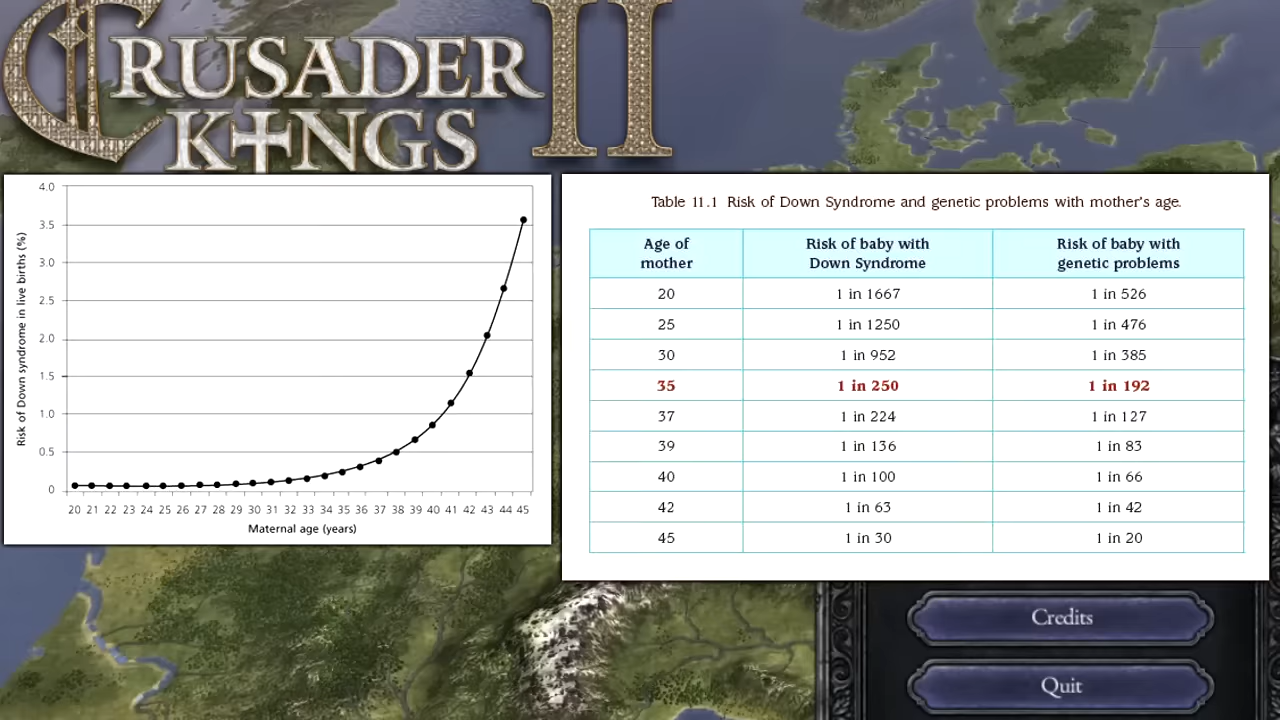 CRUSADER
KINGS
II
4.0
3.5
3.0
2.5
2.0
1.5
1.0
0.5
0
Risk of Down syndrome in live births (%)
20 21 22 23 24 25 26 27 28 29 30 31 32 33 34 35 36 37 38 39 40 41 42 43 44 45
Maternal age (years)
Table 11.1 Risk of Down Syndrome and genetic problems with mother's age.
Age of mother Risk of baby with Down Syndrome Risk of baby with genetic problems
20 1 in 1667 1 in 526
25 1 in 1250 1 in 476
30 1 in 952 1 in 385
35 1 in 250 1 in 192
37 1 in 224 1 in 127
39 1 in 136 1 in 83
40 1 in 100 1 in 66
42 1 in 63 1 in 42
45 1 in 30 1 in 20
Credits
Quit